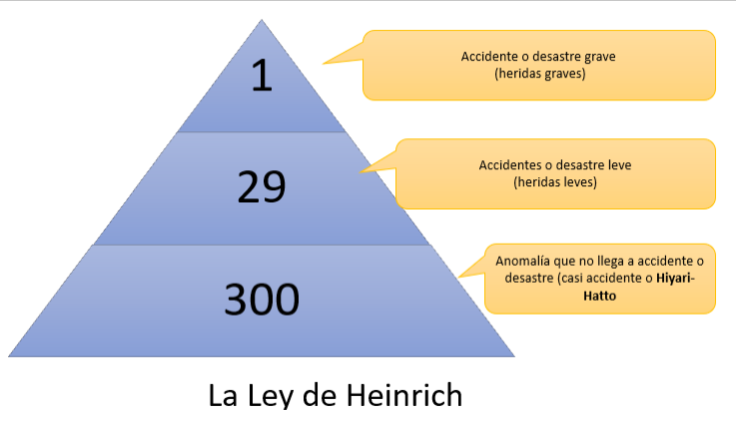 1
Accidente o desastre grave
(heridas graves)
29
Accidentes o desastre leve
(heridas leves)
300
Anomalía que no llega a accidente o
desastre (casi accidente o Hiyari-
Hatto
La Ley de Heinrich